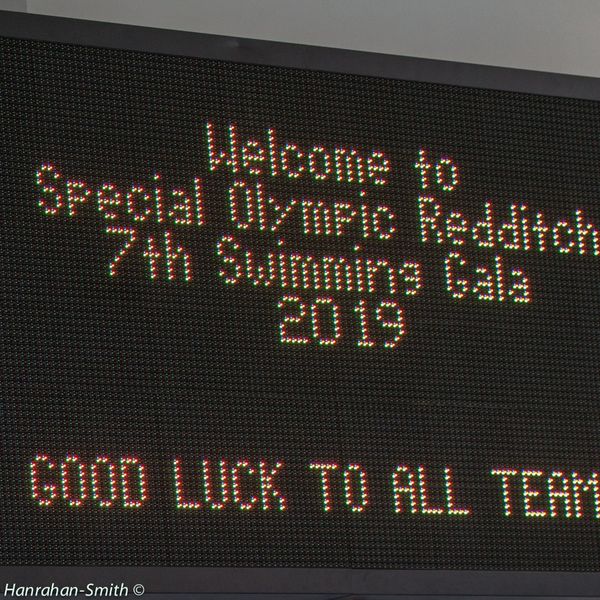 Welcome to
Special Olympic Redditch
7th Swimming Gala
2019
GOOD LUCK TO ALL TEAM
Hanrahan-Smith ©